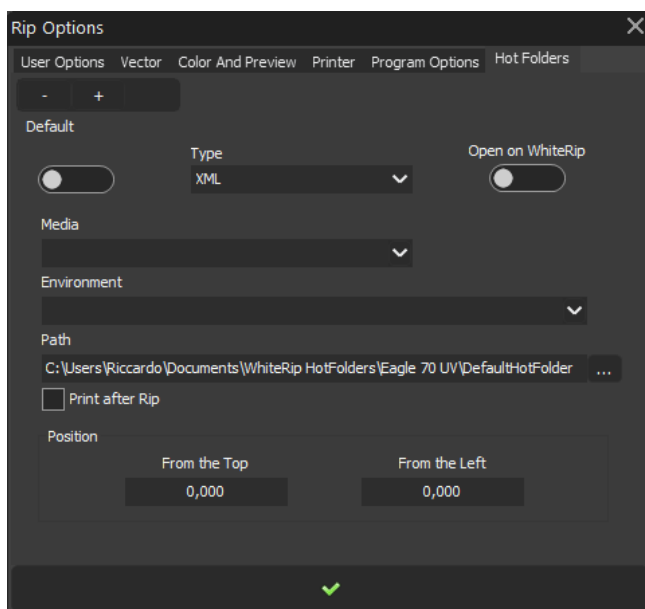 Rip Options
User Options Vector Color And Preview Printer Program Options Hot Folders
- +
Default
Type
Open on WhiteRip
XML
Media
Environment
Path
C:\Users\Riccardo\Documents\WhiteRip HotFolders\Eagle 70 UV\DefaultHotFolder ...
Print after Rip
Position
From the Top From the Left
0,000 0,000